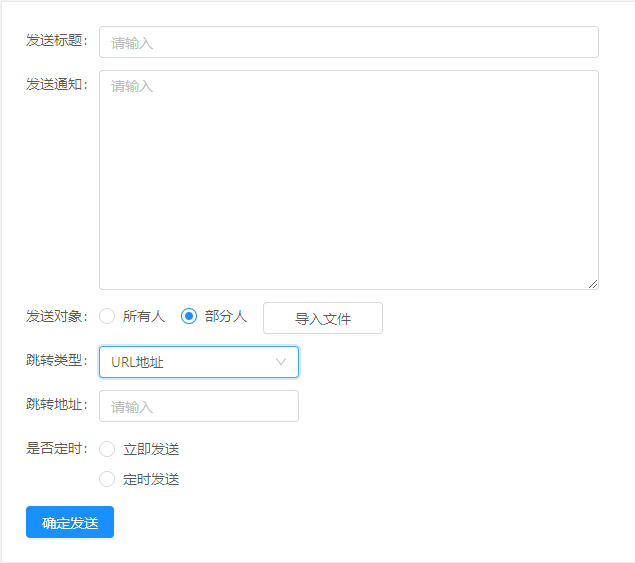 发送标题： 请输入
发送通知： 请输入
发送对象： 所有人 部分人 导入文件
跳转类型： URL地址
跳转地址： 请输入
是否定时： 立即发送
定时发送
确定发送